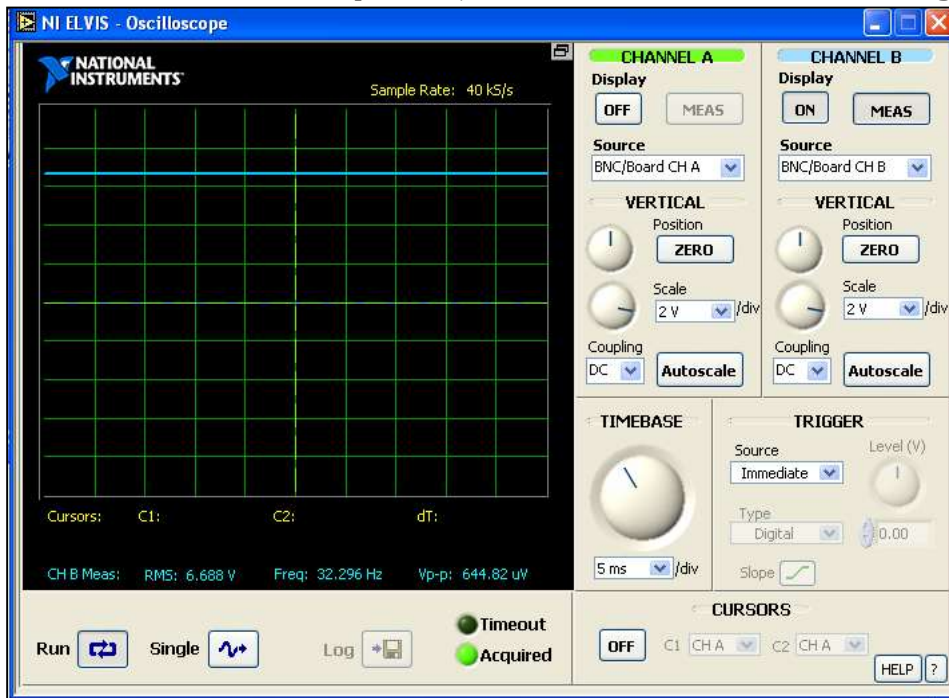 NI ELVIS - Oscilloscope
NATIONAL
INSTRUMENTS
Sample Rate: 40 kS/s
Cursors: C1: C2: dT:
CH B Meas: RMS: 6.688 V Freq: 32.296 Hz Vp-p: 644.82 uV
Run Single Log
Timeout
Acquired
CHANNEL A
Display
OFF MEAS
Source
BNC/Board CH A
VERTICAL
Position
ZERO
Scale
2 V /div
Coupling
DC Autoscale
CHANNEL B
Display
ON MEAS
Source
BNC/Board CH B
VERTICAL
Position
ZERO
Scale
2 V /div
Coupling
DC Autoscale
TIMEBASE
5 ms /div
TRIGGER
Source Level (V)
Immediate
Type
Digital 0.00
Slope
CURSORS
OFF C1 CH A C2 CH A
HELP ?